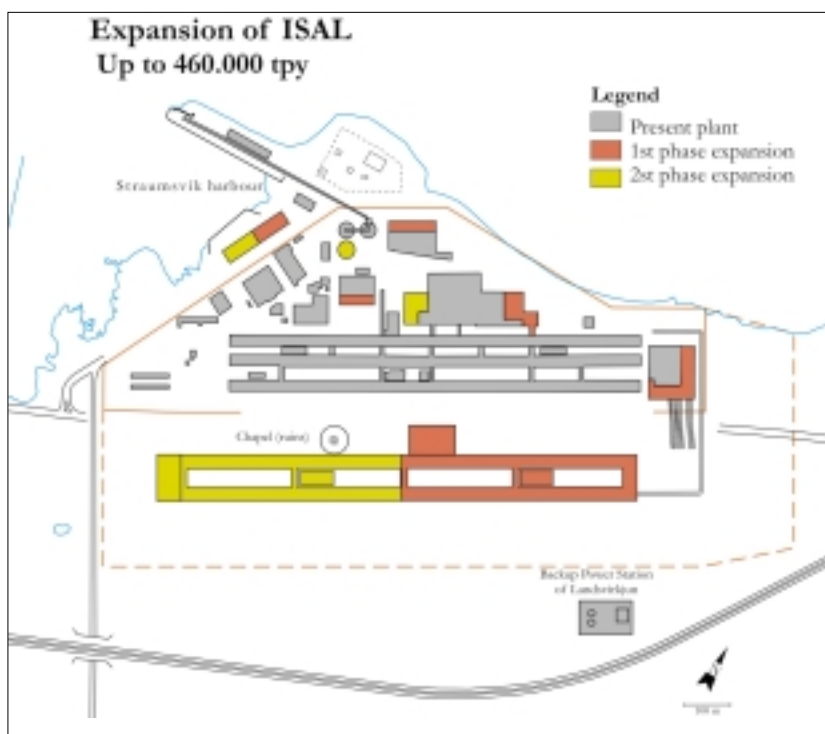 Expansion of ISAL
Up to 460.000 tpy
Legend
Present plant
1st phase expansion
2st phase expansion
Straumsvik harbour
Chapel (ruins)
Backup Power Station
of Landsvirkjun